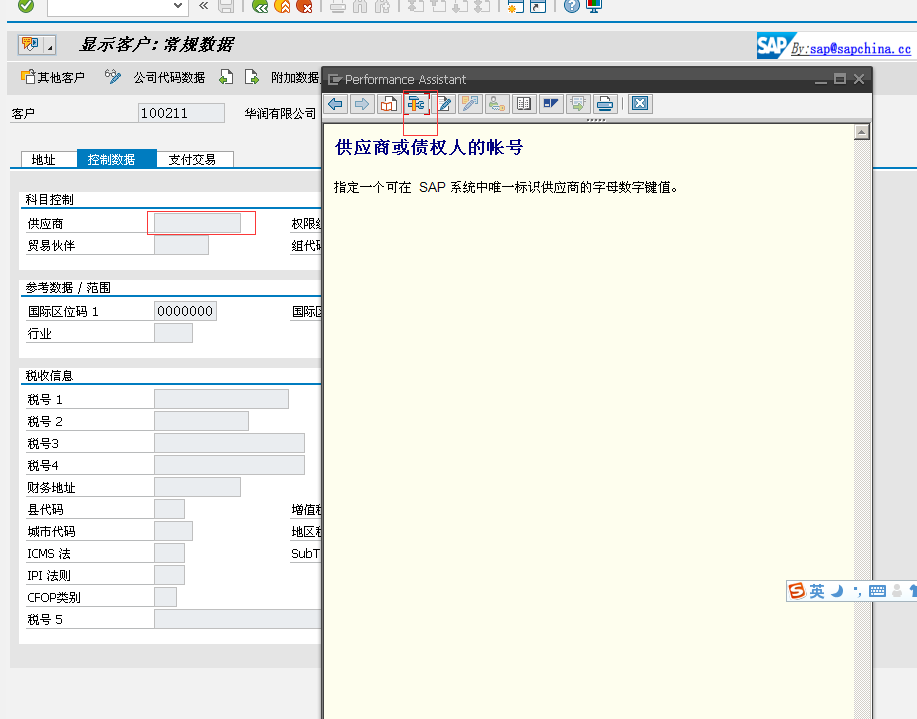 显示客户:常规数据
SAP By:sap@sapchina.cc
其他客户 公司代码数据 附加数据
Performance Assistant
客户 100211 华润有限公司
地址 控制数据 支付交易
供应商或债权人的帐号
指定一个可在 SAP 系统中唯一标识供应商的字母数字键值。
科目控制
供应商 权限
贸易伙伴 组代
参考数据 / 范围
国际区位码 1 0000000 国际
行业
税收信息
税号 1
税号 2
税号3
税号4
财务地址
县代码 增值
城市代码 地区
ICMS 法 SubT
IPI 法则
CFOP类别
税号 5
英